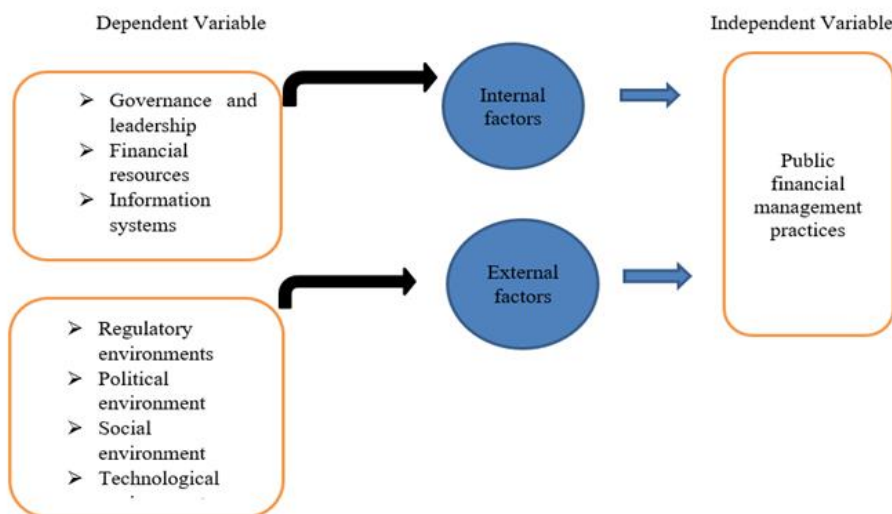 Dependent Variable
Independent Variable
➤ Governance and
leadership
➤ Financial
resources
➤ Information
systems
Internal
factors
Public
financial
management
practices
External
factors
➤ Regulatory
environments
➤ Political
environment
➤ Social
environment
➤ Technological